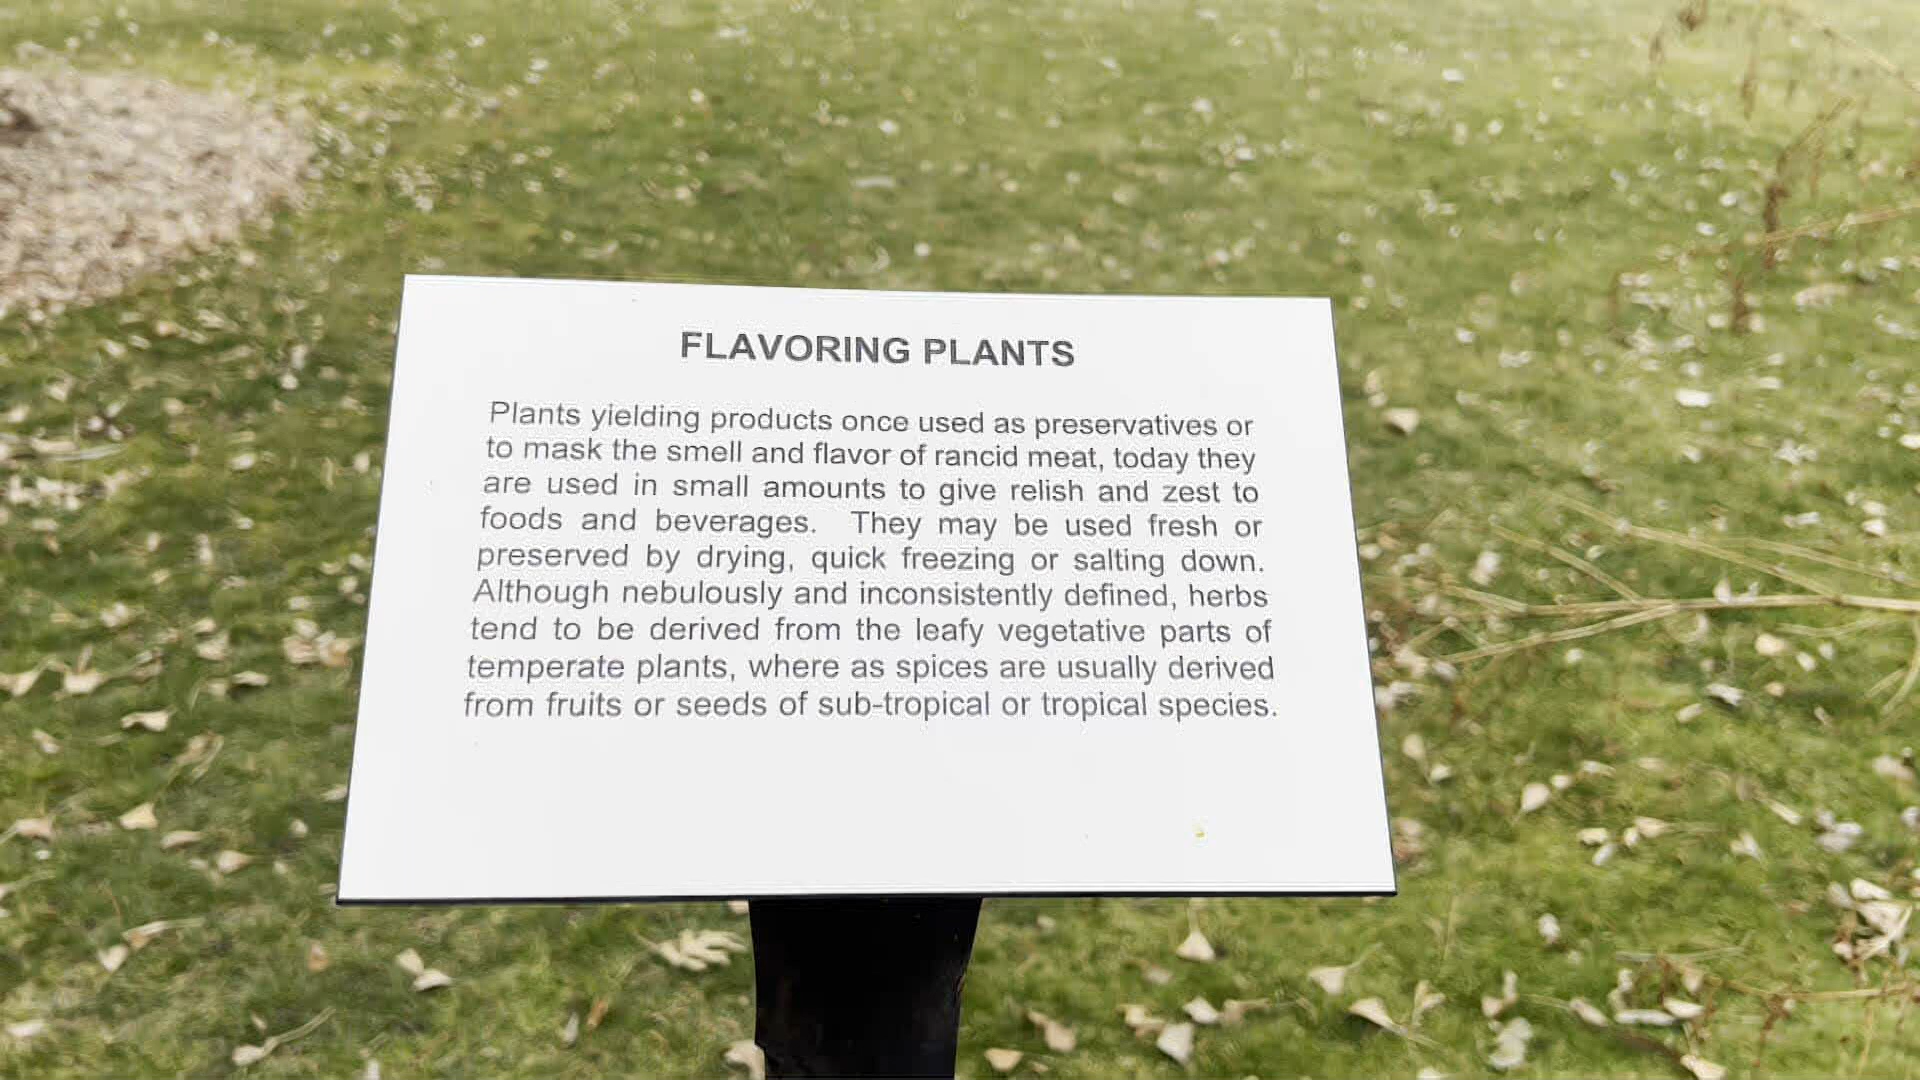 FLAVORING PLANTS
Plants yielding products once used as preservatives or
to mask the smell and flavor of rancid meat, today they
are used in small amounts to give relish and zest to
foods and beverages. They may be used fresh or
preserved by drying, quick freezing or salting down.
Although nebulously and inconsistently defined, herbs
tend to be derived from the leafy vegetative parts of
temperate plants, where as spices are usually derived
from fruits or seeds of sub-tropical or tropical species.